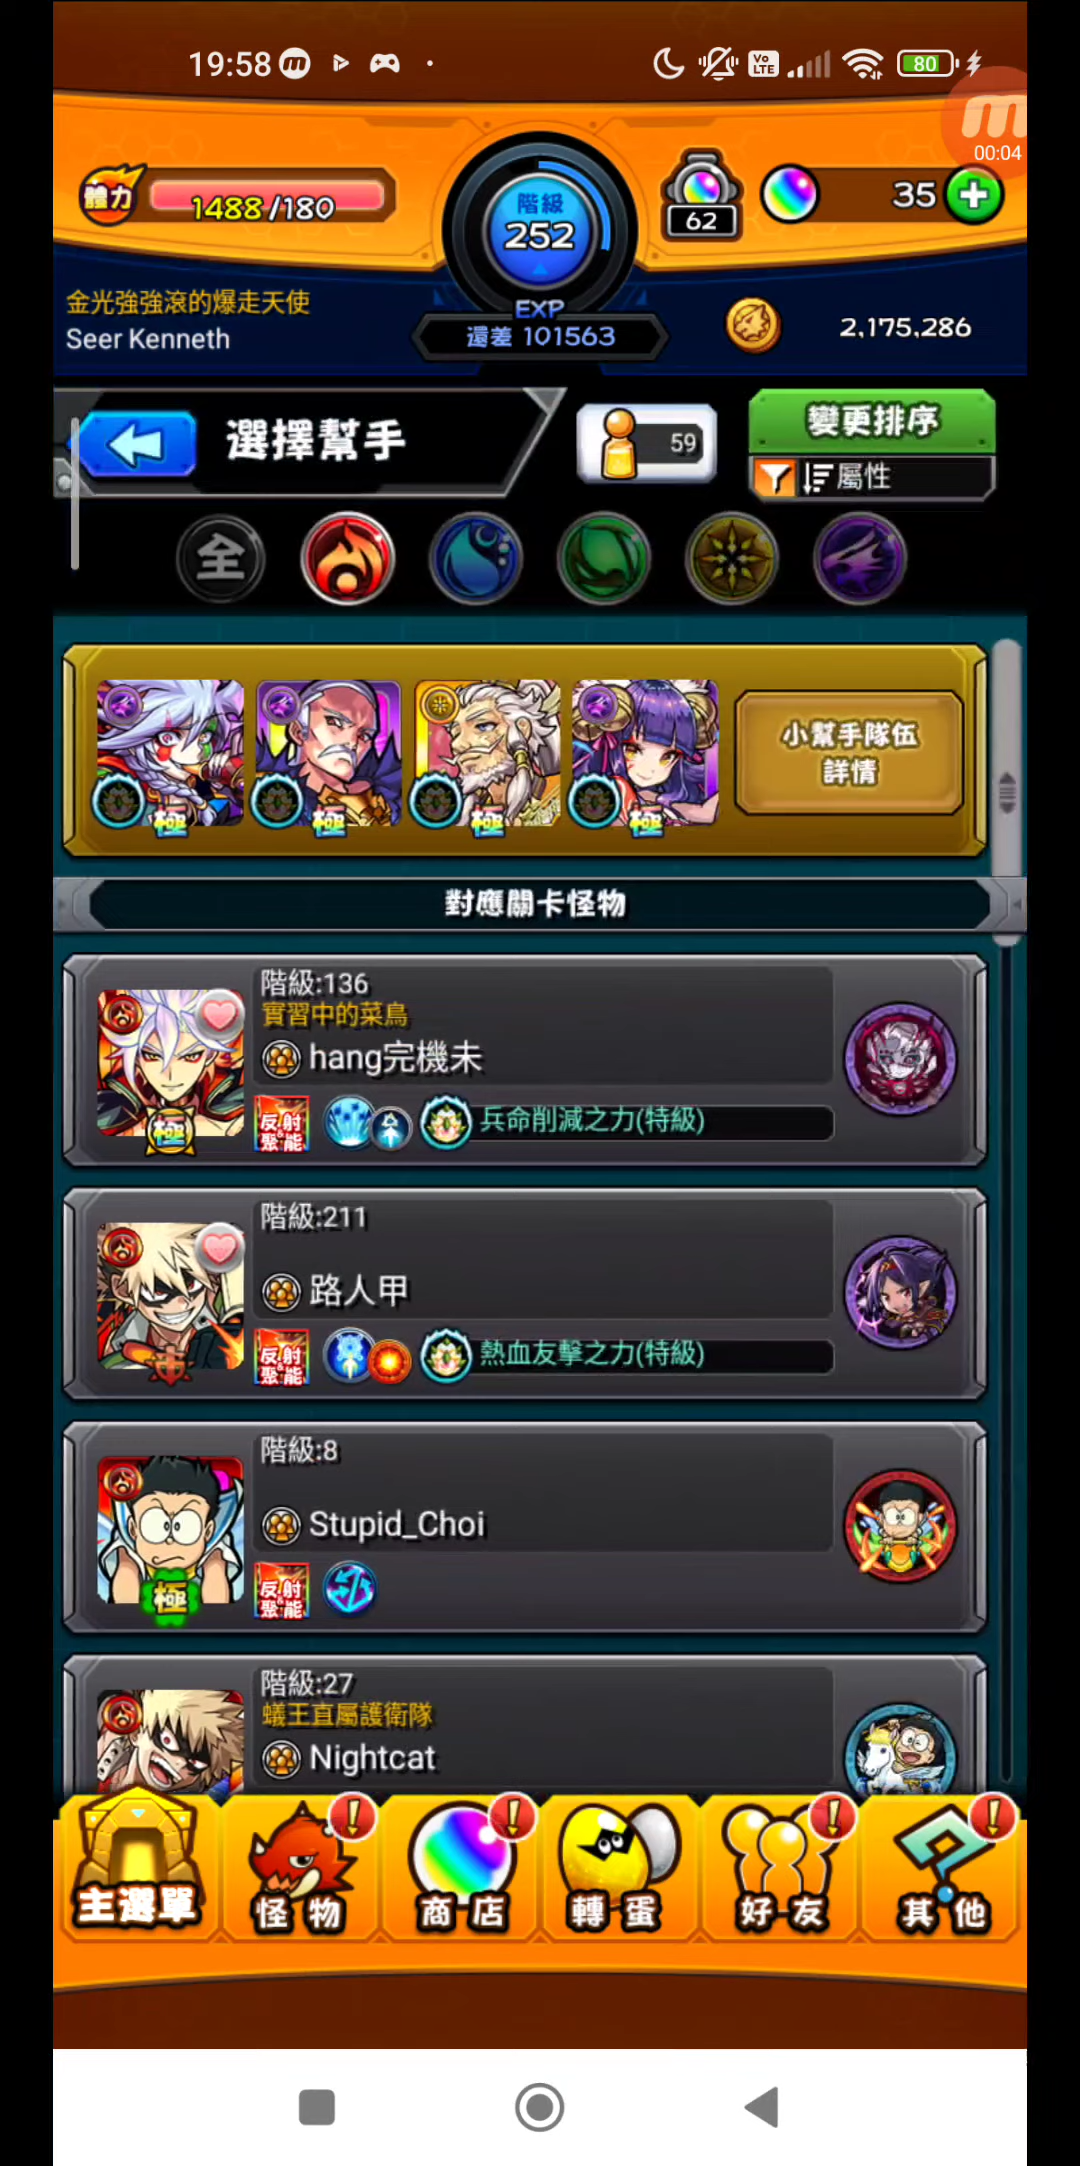 19:58
Vo LTE
80
00:04
體力
1488/180
階級
252
62
35
EXP
還差 101563
金光強強滾的爆走天使
Seer Kenneth
2,175,286
選擇幫手
59
變更排序
屬性
全
極
極
極
極
小幫手隊伍
詳情
對應關卡怪物
階級:136
實習中的菜鳥
hang完機未
極
反射
聚能
兵命削減之力(特級)
階級:211
路人甲
反射
聚能
熱血友擊之力(特級)
階級:8
Stupid_Choi
極
反射
聚能
階級:27
蟻王直屬護衛隊
Nightcat
主選單
怪物
商店
轉蛋
好友
其他